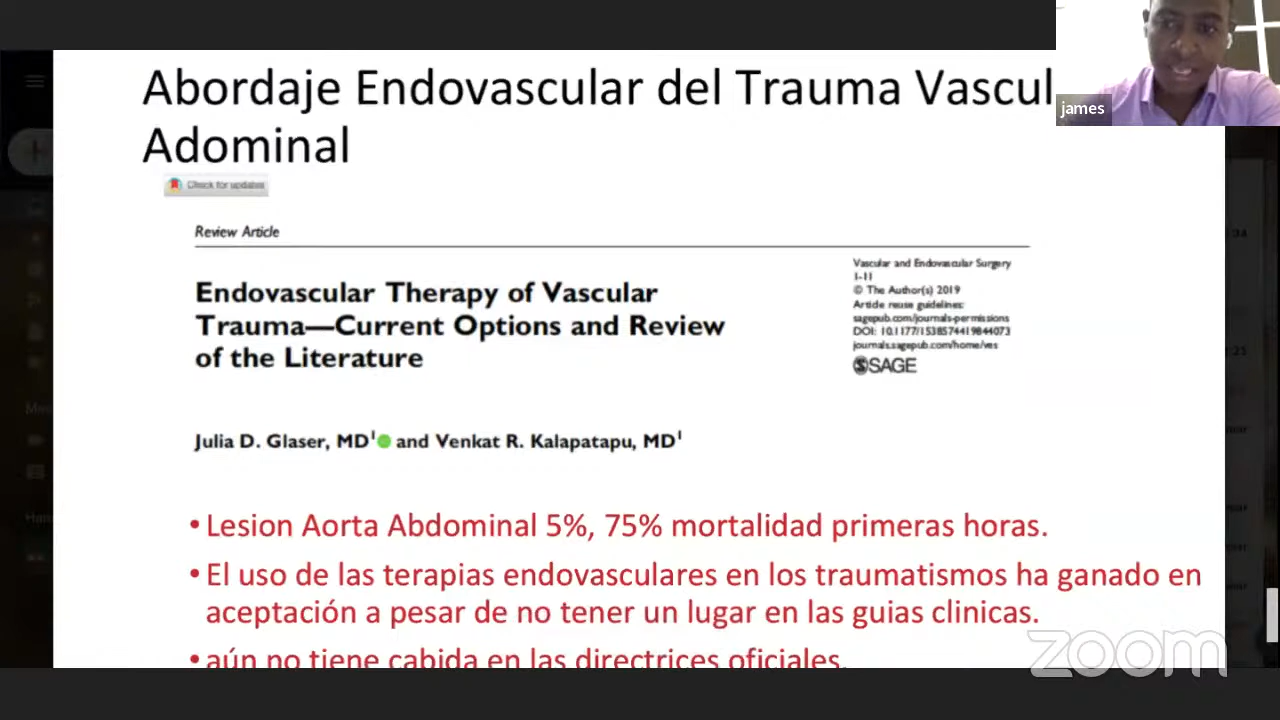 Abordaje Endovascular del Trauma Vascul
Adominal
james
Check for updates
Review Article
Vascular and Endovascular Surgery
1-11
© The Author(s) 2019
Article reuse guidelines:
sagepub.com/journals-permissions
DOI: 10.1177/1538574419844073
journals.sagepub.com/home/ves
SAGE
Endovascular Therapy of Vascular
Trauma—Current Options and Review
of the Literature
Julia D. Glaser, MD¹ and Venkat R. Kalapatapu, MD¹
• Lesion Aorta Abdominal 5%, 75% mortalidad primeras horas.
• El uso de las terapias endovasculares en los traumatismos ha ganado en
aceptación a pesar de no tener un lugar en las guias clinicas.
• aún no tiene cabida en las directrices oficiales.
zoom